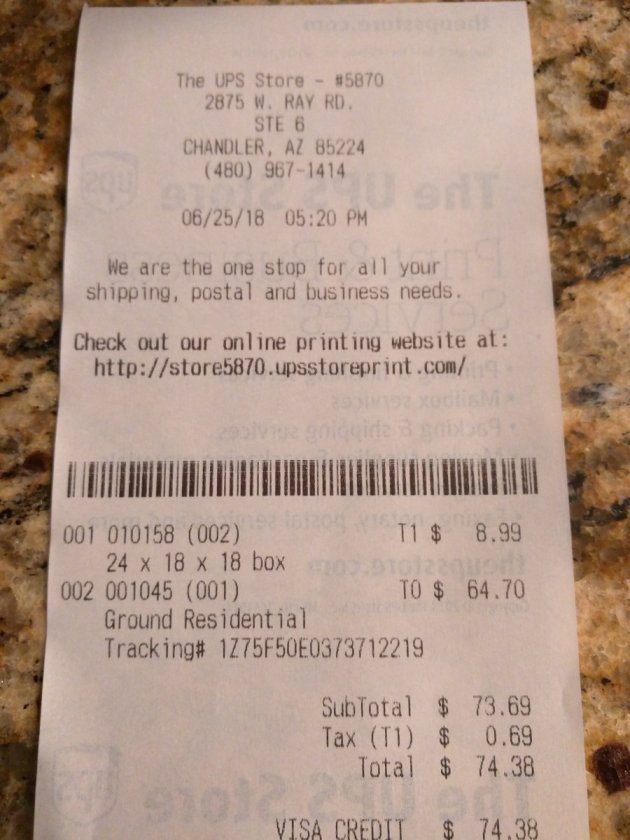 The UPS Store - #5870
2875 W. RAY RD.
STE 6
CHANDLER, AZ 85224
(480) 967-1414
06/25/18 05:20 PM
We are the one stop for all your
shipping, postal and business needs.
Check out our online printing website at:
http://store5870.upsstoreprint.com/
001 010158 (002) T1 $ 8.99
24 x 18 x 18 box
002 001045 (001) T0 $ 64.70
Ground Residential
Tracking# 1Z75F50E0373712219
SubTotal $ 73.69
Tax (T1) $ 0.69
Total $ 74.38
VISA CREDIT $ 74.38